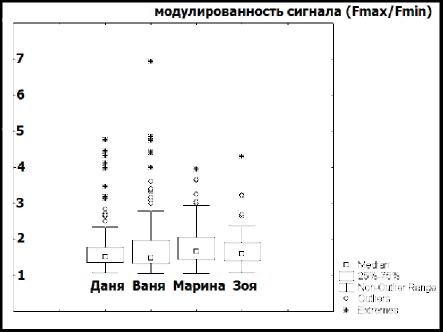 модулированность сигнала (Fmax/Fmin)
7
6
5
4
3
2
1
Даня Ваня Марина Зоя
Median
25%-75%
Non-Outlier Range
Outliers
Extremes